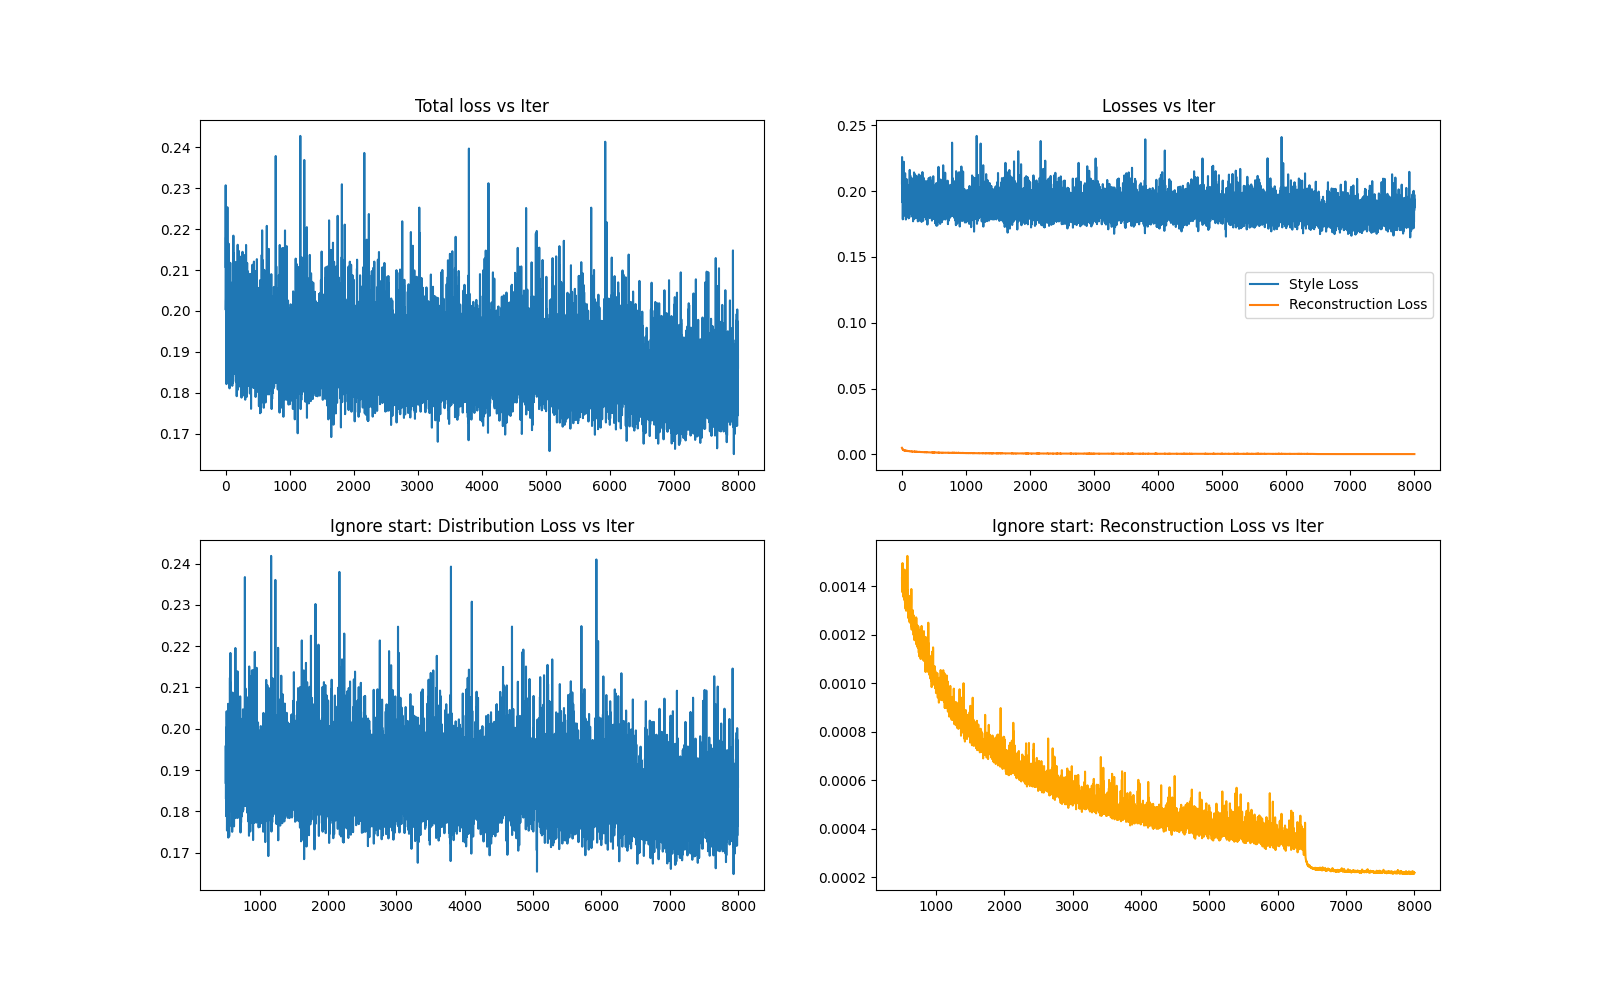 Total loss vs Iter
0.24
0.23
0.22
0.21
0.20
0.19
0.18
0.17
0 1000 2000 3000 4000 5000 6000 7000 8000
Losses vs Iter
0.25
0.20
0.15
0.10
0.05
0.00
Style Loss
Reconstruction Loss
0 1000 2000 3000 4000 5000 6000 7000 8000
Ignore start: Distribution Loss vs Iter
0.24
0.23
0.22
0.21
0.20
0.19
0.18
0.17
1000 2000 3000 4000 5000 6000 7000 8000
Ignore start: Reconstruction Loss vs Iter
0.0014
0.0012
0.0010
0.0008
0.0006
0.0004
0.0002
1000 2000 3000 4000 5000 6000 7000 8000